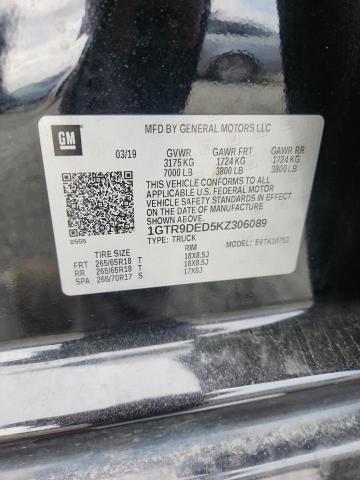 GM
MFD BY GENERAL MOTORS LLC
03/19 GVWR GAWR FRT GAWR RR
3175 KG 1724 KG 1724 KG
7000 LB 3800 LB 3800 LB
THIS VEHICLE CONFORMS TO ALL
APPLICABLE U.S. FEDERAL MOTOR
VEHICLE SAFETY STANDARDS IN
EFFECT ON THE DATE OF
MANUFACTURE SHOWN ABOVE.
1GTR9DED5KZ306089
TYPE: TRUCK MODEL:
TIRE SIZE RIM
FRT 265/65R18 T 18X8.5J
RR 265/65R18 T 18X8.5J
SPA 265/70R17 S 17X8J